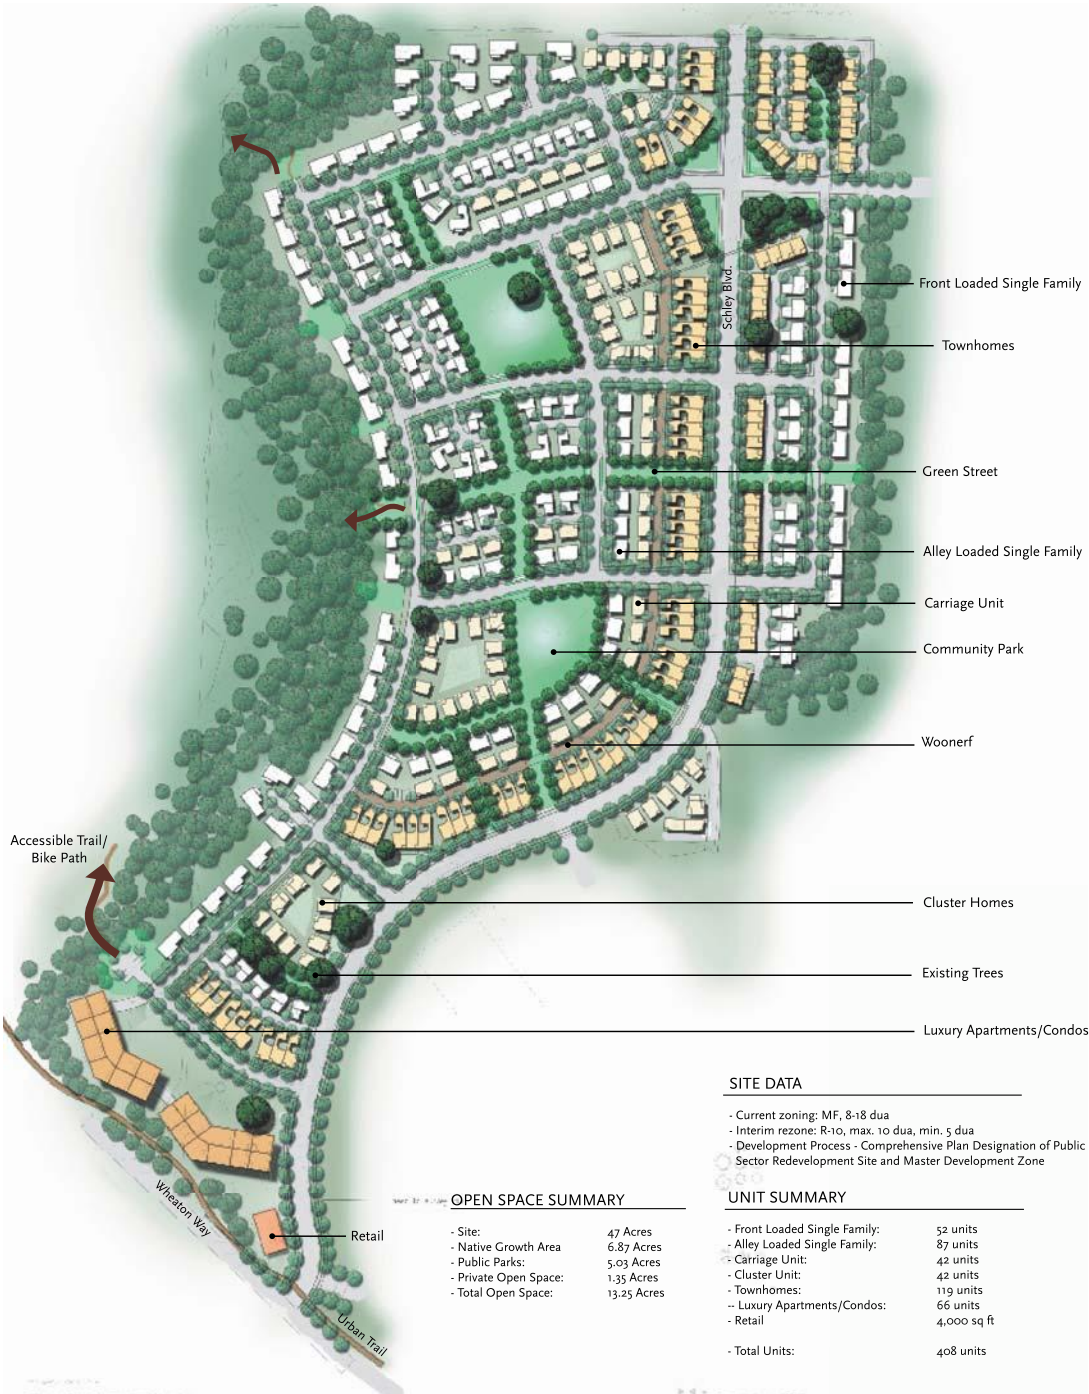 Schley Blvd.
Front Loaded Single Family
Townhomes
Green Street
Alley Loaded Single Family
Carriage Unit
Community Park
Woonerf
Accessible Trail/
Bike Path
Cluster Homes
Existing Trees
Luxury Apartments/Condos
Wheaton Way
Retail
Urban Trail
OPEN SPACE SUMMARY
- Site: 47 Acres
- Native Growth Area 6.87 Acres
- Public Parks: 5.03 Acres
- Private Open Space: 1.35 Acres
- Total Open Space: 13.25 Acres
SITE DATA
- Current zoning: MF, 8-18 dua
- Interim rezone: R-10, max. 10 dua, min. 5 dua
- Development Process - Comprehensive Plan Designation of Public
Sector Redevelopment Site and Master Development Zone
UNIT SUMMARY
- Front Loaded Single Family: 52 units
- Alley Loaded Single Family: 87 units
- Carriage Unit: 42 units
- Cluster Unit: 42 units
- Townhomes: 119 units
-- Luxury Apartments/Condos: 66 units
- Retail 4,000 sq ft
- Total Units: 408 units